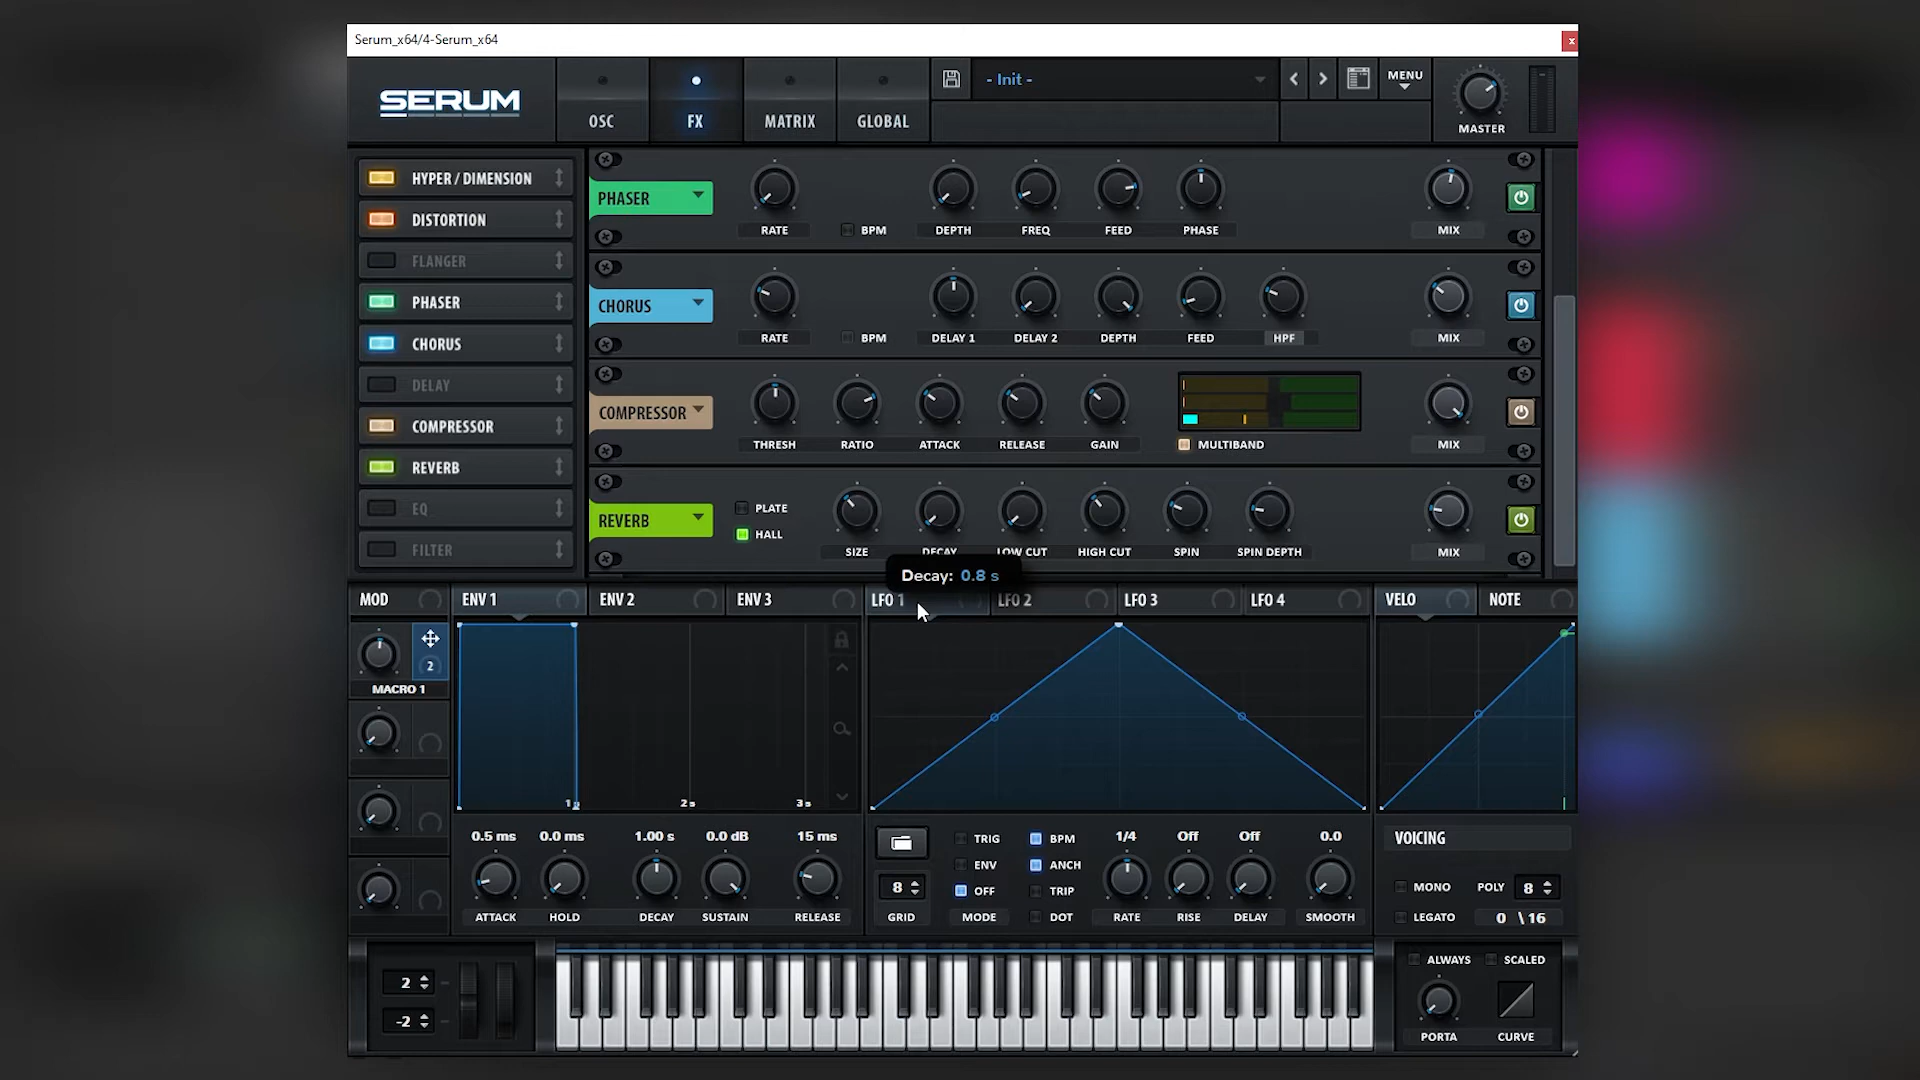 Serum_x64/4-Serum_x64
x
SERUM
OSC
FX
MATRIX
GLOBAL
- Init -
MENU
MASTER
HYPER / DIMENSION
DISTORTION
FLANGER
PHASER
CHORUS
DELAY
COMPRESSOR
REVERB
EQ
FILTER
PHASER
RATE
BPM
DEPTH
FREQ
FEED
PHASE
MIX
CHORUS
RATE
BPM
DELAY 1
DELAY 2
DEPTH
FEED
HPF
MIX
COMPRESSOR
THRESH
RATIO
ATTACK
RELEASE
GAIN
MULTIBAND
MIX
REVERB
PLATE
HALL
SIZE
DECAY
LOW CUT
HIGH CUT
SPIN
SPIN DEPTH
MIX
Decay: 0.8 s
MOD
ENV 1
ENV 2
ENV 3
LFO 1
LFO 2
LFO 3
LFO 4
VELO
NOTE
2
MACRO 1
1
2s
3s
0.5 ms
0.0 ms
1.00 s
0.0 dB
15 ms
ATTACK
HOLD
DECAY
SUSTAIN
RELEASE
8
GRID
TRIG
ENV
OFF
MODE
BPM
ANCH
TRIP
DOT
1/4
Off
Off
0.0
RATE
RISE
DELAY
SMOOTH
VOICING
MONO
POLY
8
LEGATO
0 \ 16
2
-2
ALWAYS
SCALED
PORTA
CURVE